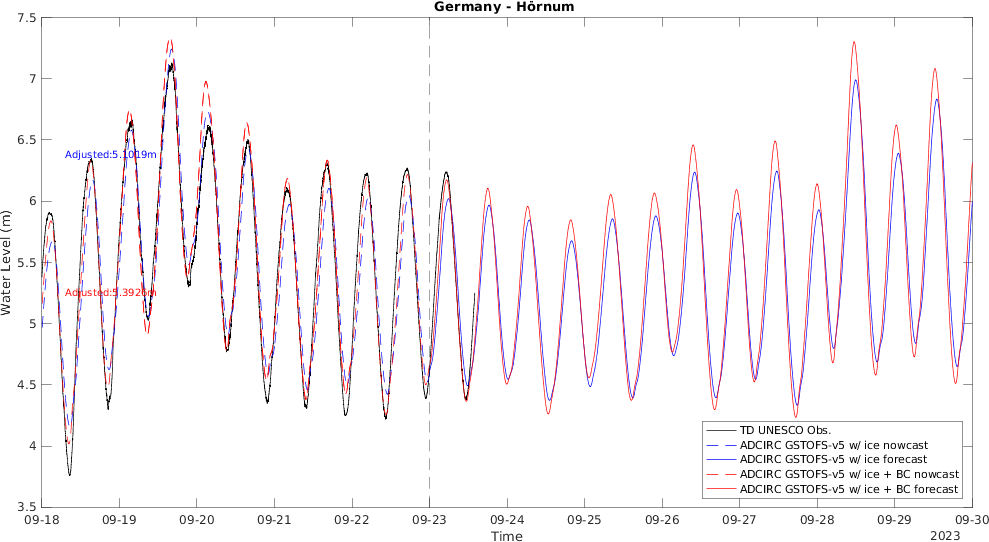 Germany - Hörnum
7.5
7
6.5
6
5.5
5
4.5
4
3.5
Water Level (m)
Adjusted:5.1019m
Adjusted:5.3926m
TD UNESCO Obs.
ADCIRC GSTOFS-v5 w/ ice nowcast
ADCIRC GSTOFS-v5 w/ ice forecast
ADCIRC GSTOFS-v5 w/ ice + BC nowcast
ADCIRC GSTOFS-v5 w/ ice + BC forecast
09-18 09-19 09-20 09-21 09-22 09-23 09-24 09-25 09-26 09-27 09-28 09-29 09-30
Time
2023